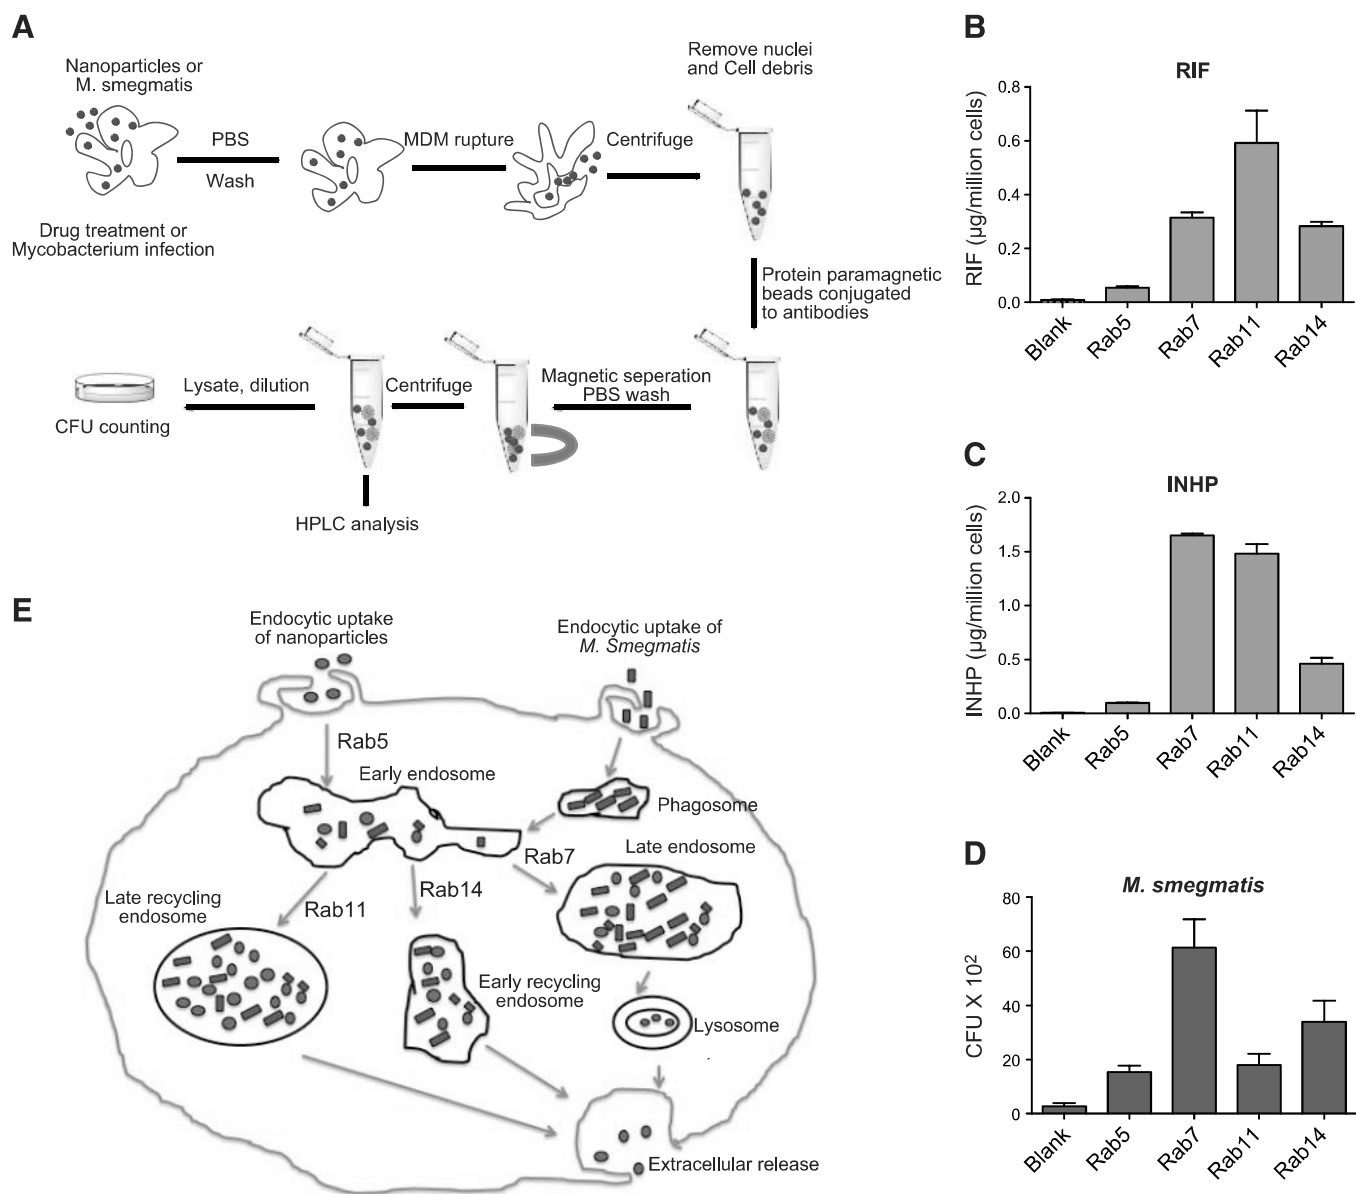 A
Nanoparticles or
M. smegmatis
PBS
Wash
MDM rupture
Centrifuge
Remove nuclei
and Cell debris
Drug treatment or
Mycobacterium infection
Protein paramagnetic
beads conjugated
to antibodies
Magnetic seperation
PBS wash
Centrifuge
Lysate, dilution
CFU counting
HPLC analysis
B
RIF
RIF (μg/million cells)
0.8
0.6
0.4
0.2
0.0
Blank
Rab5
Rab7
Rab11
Rab14
C
INHP
INHP (μg/million cells)
2.0
1.5
1.0
0.5
0.0
Blank
Rab5
Rab7
Rab11
Rab14
D
M. smegmatis
CFU X 10²
80
60
40
20
0
Blank
Rab5
Rab7
Rab11
Rab14
E
Endocytic uptake
of nanoparticles
Endocytic uptake of
M. Smegmatis
Rab5
Early endosome
Phagosome
Rab7
Late endosome
Rab14
Rab11
Late recycling
endosome
Early recycling
endosome
Lysosome
Extracellular release